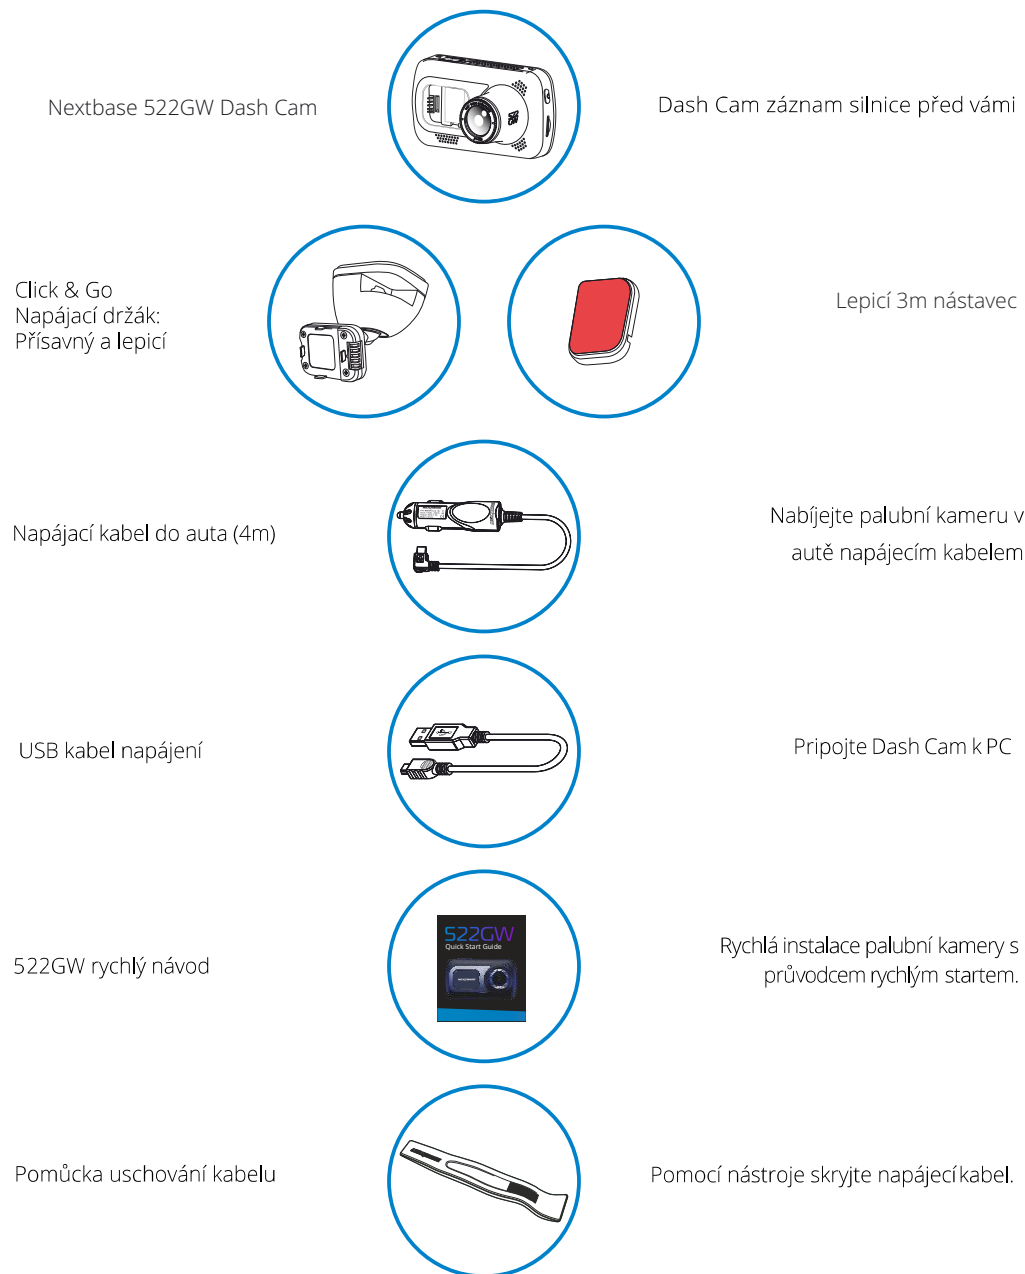 Nextbase 522GW Dash Cam
Dash Cam záznam silnice před vámi
Click & Go
Napájací držák:
Přísavný a lepicí
Lepicí 3m nástavec
Napájací kabel do auta (4m)
Nabíjejte palubní kameru v
autě napájecím kabelem
USB kabel napájení
Pripojte Dash Cam k PC
522GW
Quick Start Guide
522GW rychlý návod
Rychlá instalace palubní kamery s
průvodcem rychlým startem.
Pomůcka uschování kabelu
Pomocí nástroje skryjte napájecí kabel.